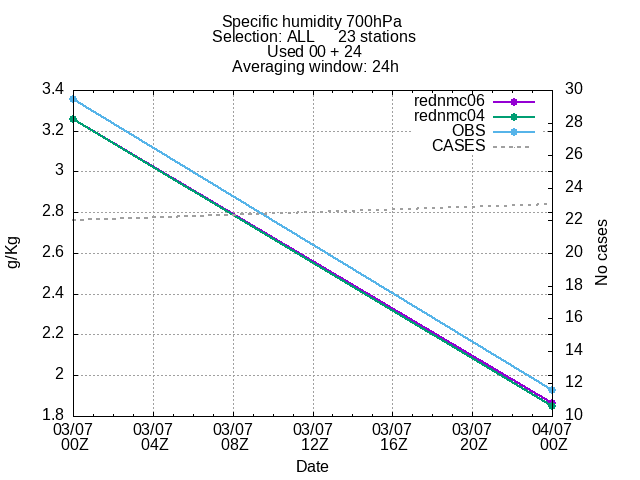 Specific humidity 700hPa
Selection: ALL 23 stations
Used 00 + 24
Averaging window: 24h
rednmc06
rednmc04
OBS
CASES
3.4
3.2
3
2.8
2.6
2.4
2.2
2
1.8
g/Kg
30
28
26
24
22
20
18
16
14
12
10
No cases
03/07 03/07 03/07 03/07 03/07 03/07 04/07
00Z 04Z 08Z 12Z 16Z 20Z 00Z
Date